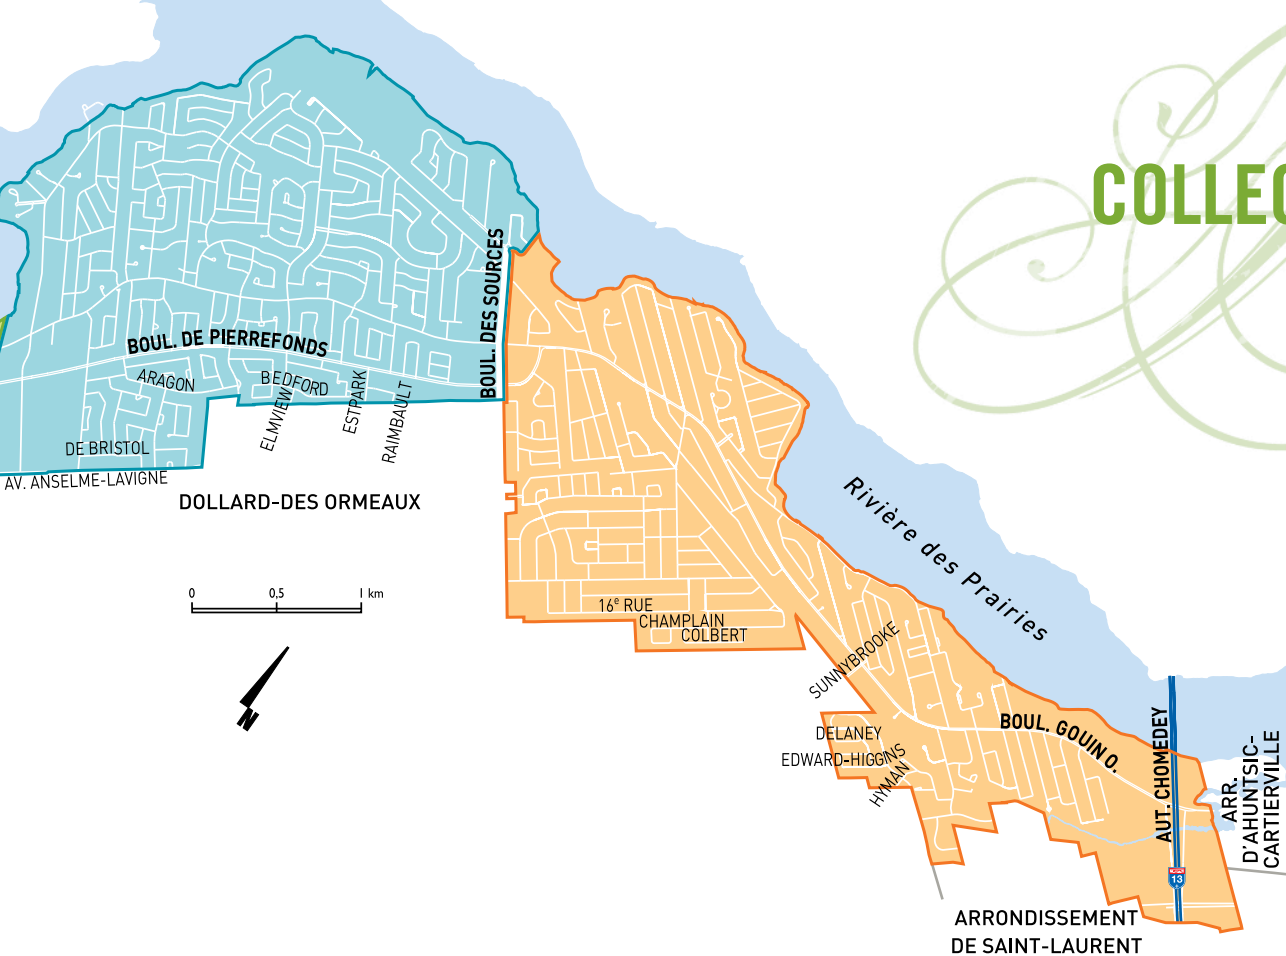 COLLEC
BOUL. DES SOURCES
BOUL. DE PIERREFONDS
ARAGON
BEDFORD
ELMVIEW
ESTPARK
RAIMBAULT
DE BRISTOL
AV. ANSELME-LAVIGNE
DOLLARD-DES ORMEAUX
Rivière des Prairies
0 0,5 1 km
N
16e RUE
CHAMPLAIN
COLBERT
SUNNYBROOKE
DELANEY
EDWARD-HIGGINS
HYMAN
BOUL. GOUIN O.
AUT. CHOMEDEY
ARR.
D'AHUNTSIC-
CARTIERVILLE
13
ARRONDISSEMENT
DE SAINT-LAURENT